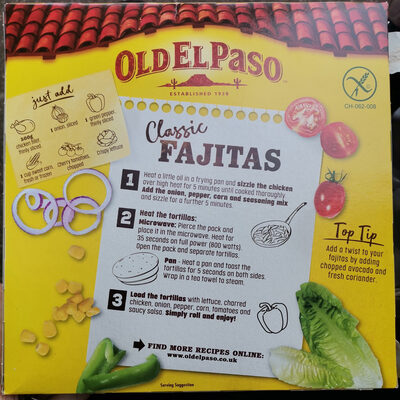 OLD EL PASO
ESTABLISHED 1938
just add
500g
chicken fillet,
thinly sliced
1 onion, sliced
1 green pepper,
thinly sliced
1 cup sweet corn,
fresh or frozen
Cherry tomatoes,
chopped
Crispy lettuce
GH-062-008
Classic
FAJITAS
1 Heat a little oil in a frying pan and sizzle the chicken
over high heat for 5 minutes until cooked thoroughly.
Add the onion, pepper, corn and seasoning mix
and sizzle for a further 5 minutes.
2 Heat the tortillas:
Microwave: Pierce the pack and
place it in the microwave. Heat for
35 seconds on full power (800 watts).
Open the pack and separate tortillas.
Pan - Heat a pan and toast the
tortillas for 5 seconds on both sides.
Wrap in a tea towel to steam.
3 Load the tortillas with lettuce, charred
chicken, onion, pepper, corn, tomatoes and
saucy salsa. Simply roll and enjoy!
FIND MORE RECIPES ONLINE:
www.oldelpaso.co.uk
Top Tip
Add a twist to your
fajitas by adding
chopped avocado and
fresh coriander.
Serving Suggestion